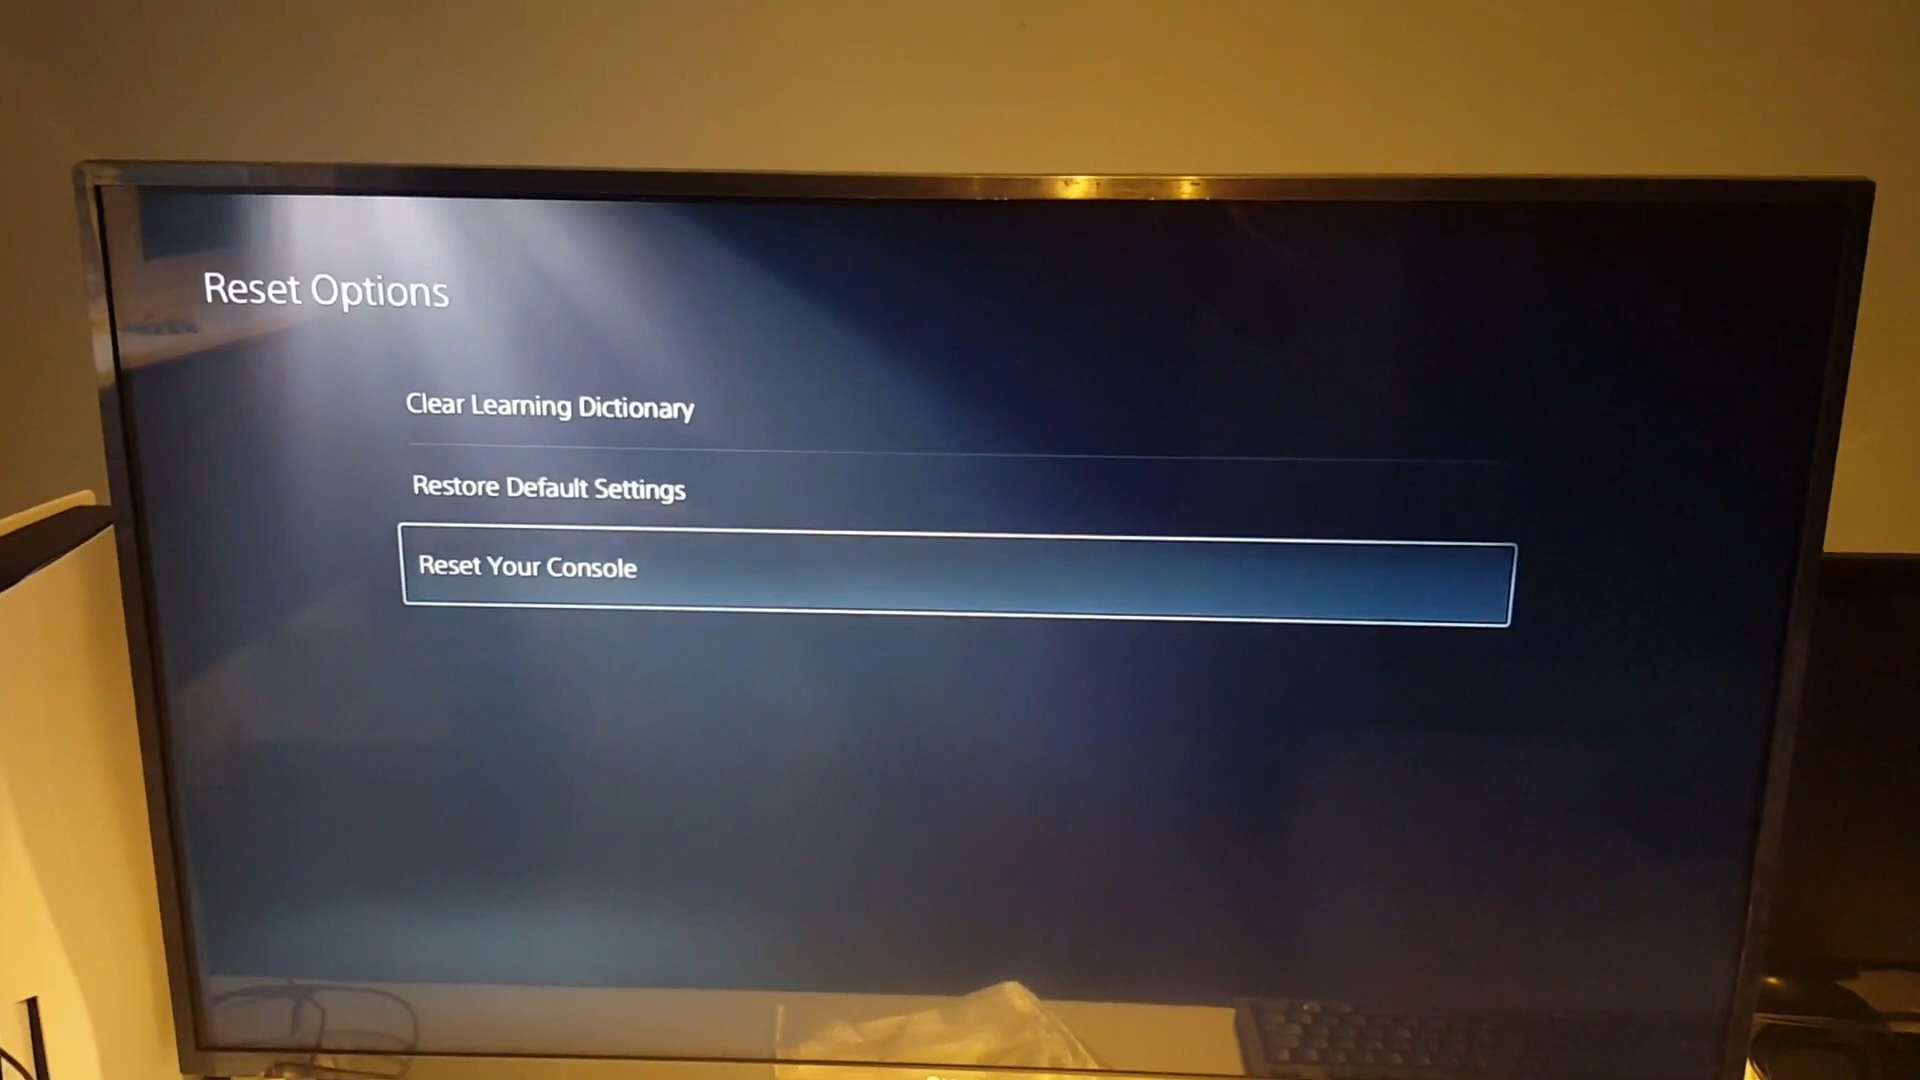 Reset Options
Clear Learning Dictionary
Restore Default Settings
Reset Your Console